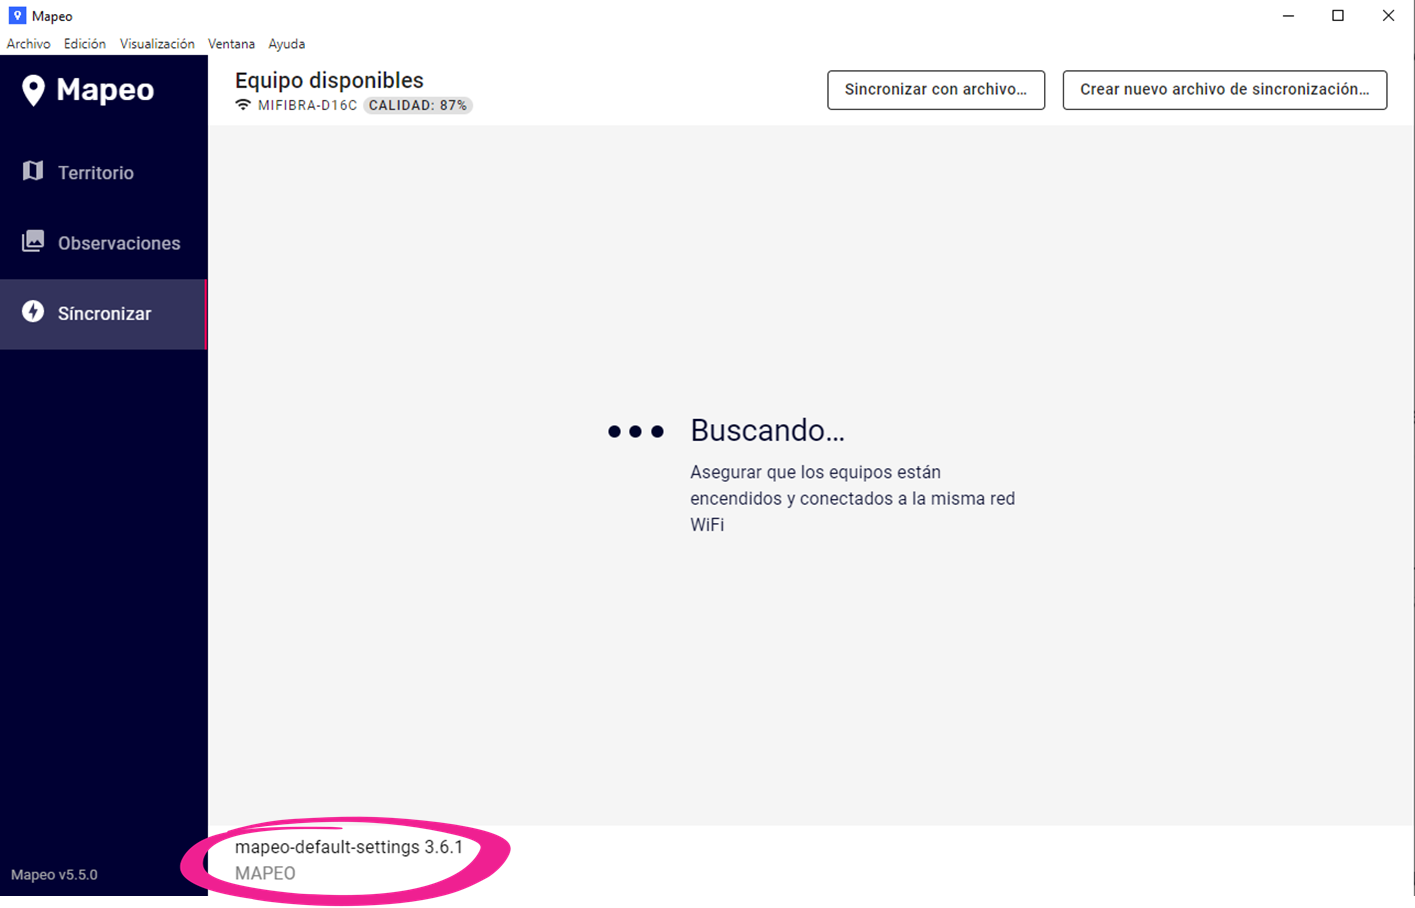 Mapeo
Archivo Edición Visualización Ventana Ayuda
Mapeo
Equipo disponibles
MIFIBRA-D16C CALIDAD: 87%
Sincronizar con archivo...
Crear nuevo archivo de sincronización...
Territorio
Observaciones
Síncronizar
Buscando...
Asegurar que los equipos están
encendidos y conectados a la misma red
WiFi
mapeo-default-settings 3.6.1
MAPEO
Mapeo v5.5.0